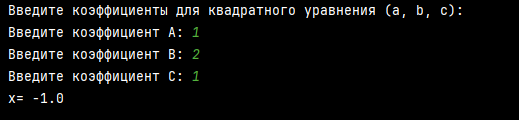 Введите коэффициенты для квадратного уравнения (a, b, c):
Введите коэффициент A: 1
Введите коэффициент B: 2
Введите коэффициент C: 1
x= -1.0